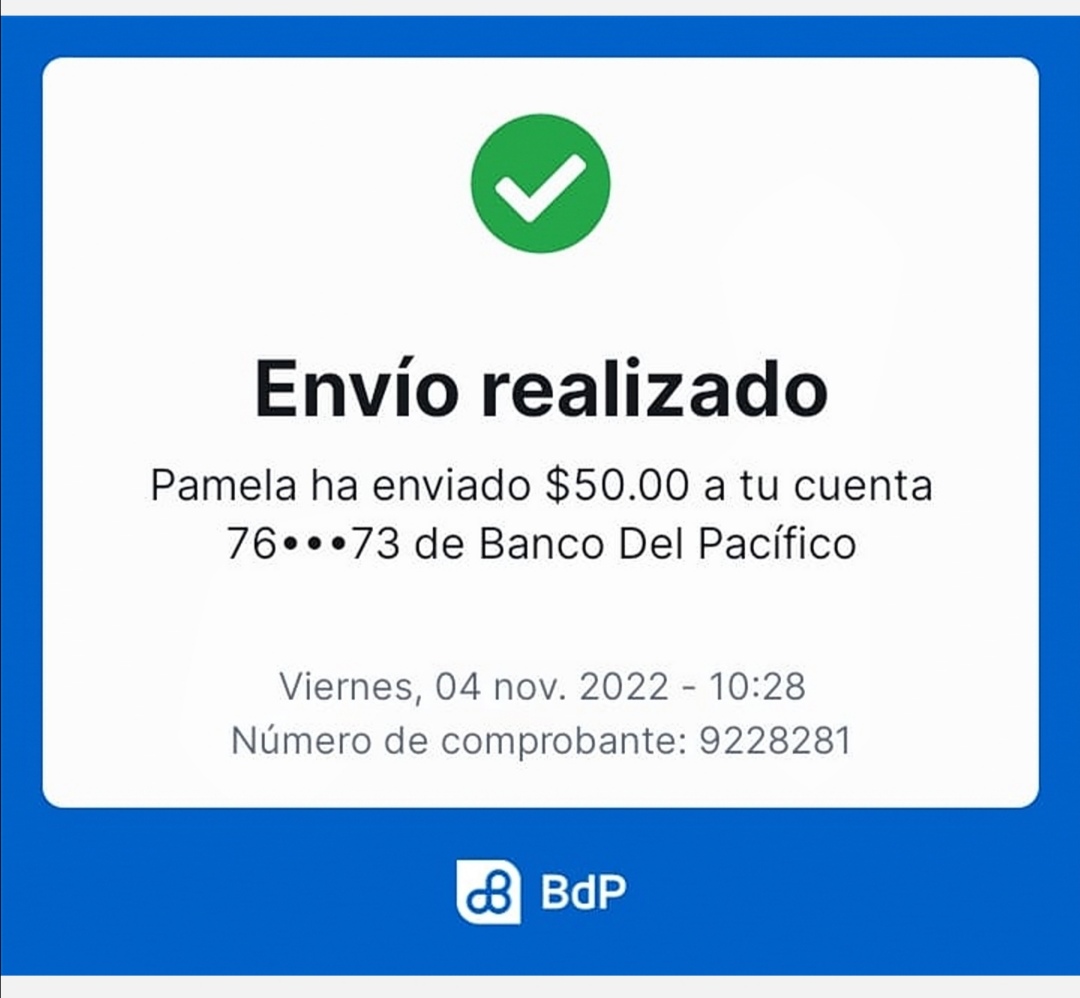 Envío realizado
Pamela ha enviado $50.00 a tu cuenta
76•••73 de Banco Del Pacífico
Viernes, 04 nov. 2022 - 10:28
Número de comprobante: 9228281
BdP